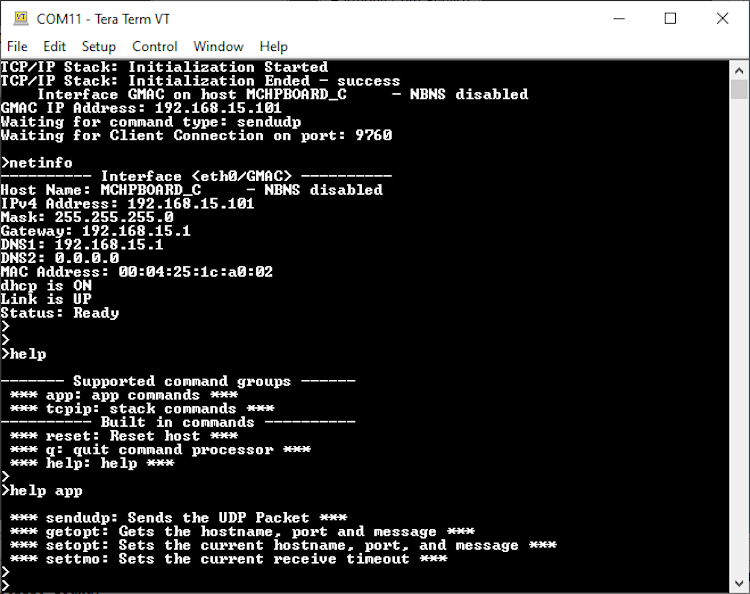 COM11 - Tera Term VT
File Edit Setup Control Window Help
TCP/IP Stack: Initialization Started
TCP/IP Stack: Initialization Ended - success
    Interface GMAC on host MCHPBOARD_C     - NBNS disabled
GMAC IP Address: 192.168.15.101
Waiting for command type: sendudp
Waiting for Client Connection on port: 9760
>netinfo
---------- Interface <eth0/GMAC> ----------
Host Name: MCHPBOARD_C     - NBNS disabled
IPv4 Address: 192.168.15.101
Mask: 255.255.255.0
Gateway: 192.168.15.1
DNS1: 192.168.15.1
DNS2: 0.0.0.0
MAC Address: 00:04:25:1c:a0:02
dhcp is ON
Link is UP
Status: Ready
>
>
>help
------- Supported command groups ------
 *** app: app commands ***
 *** tcpip: stack commands ***
---------- Built in commands ----------
 *** reset: Reset host ***
 *** q: quit command processor ***
 *** help: help ***
>
>help app
 *** sendudp: Sends the UDP Packet ***
 *** getopt: Gets the hostname, port and message ***
 *** setopt: Sets the current hostname, port, and message ***
 *** settmo: Sets the current receive timeout ***
>
>